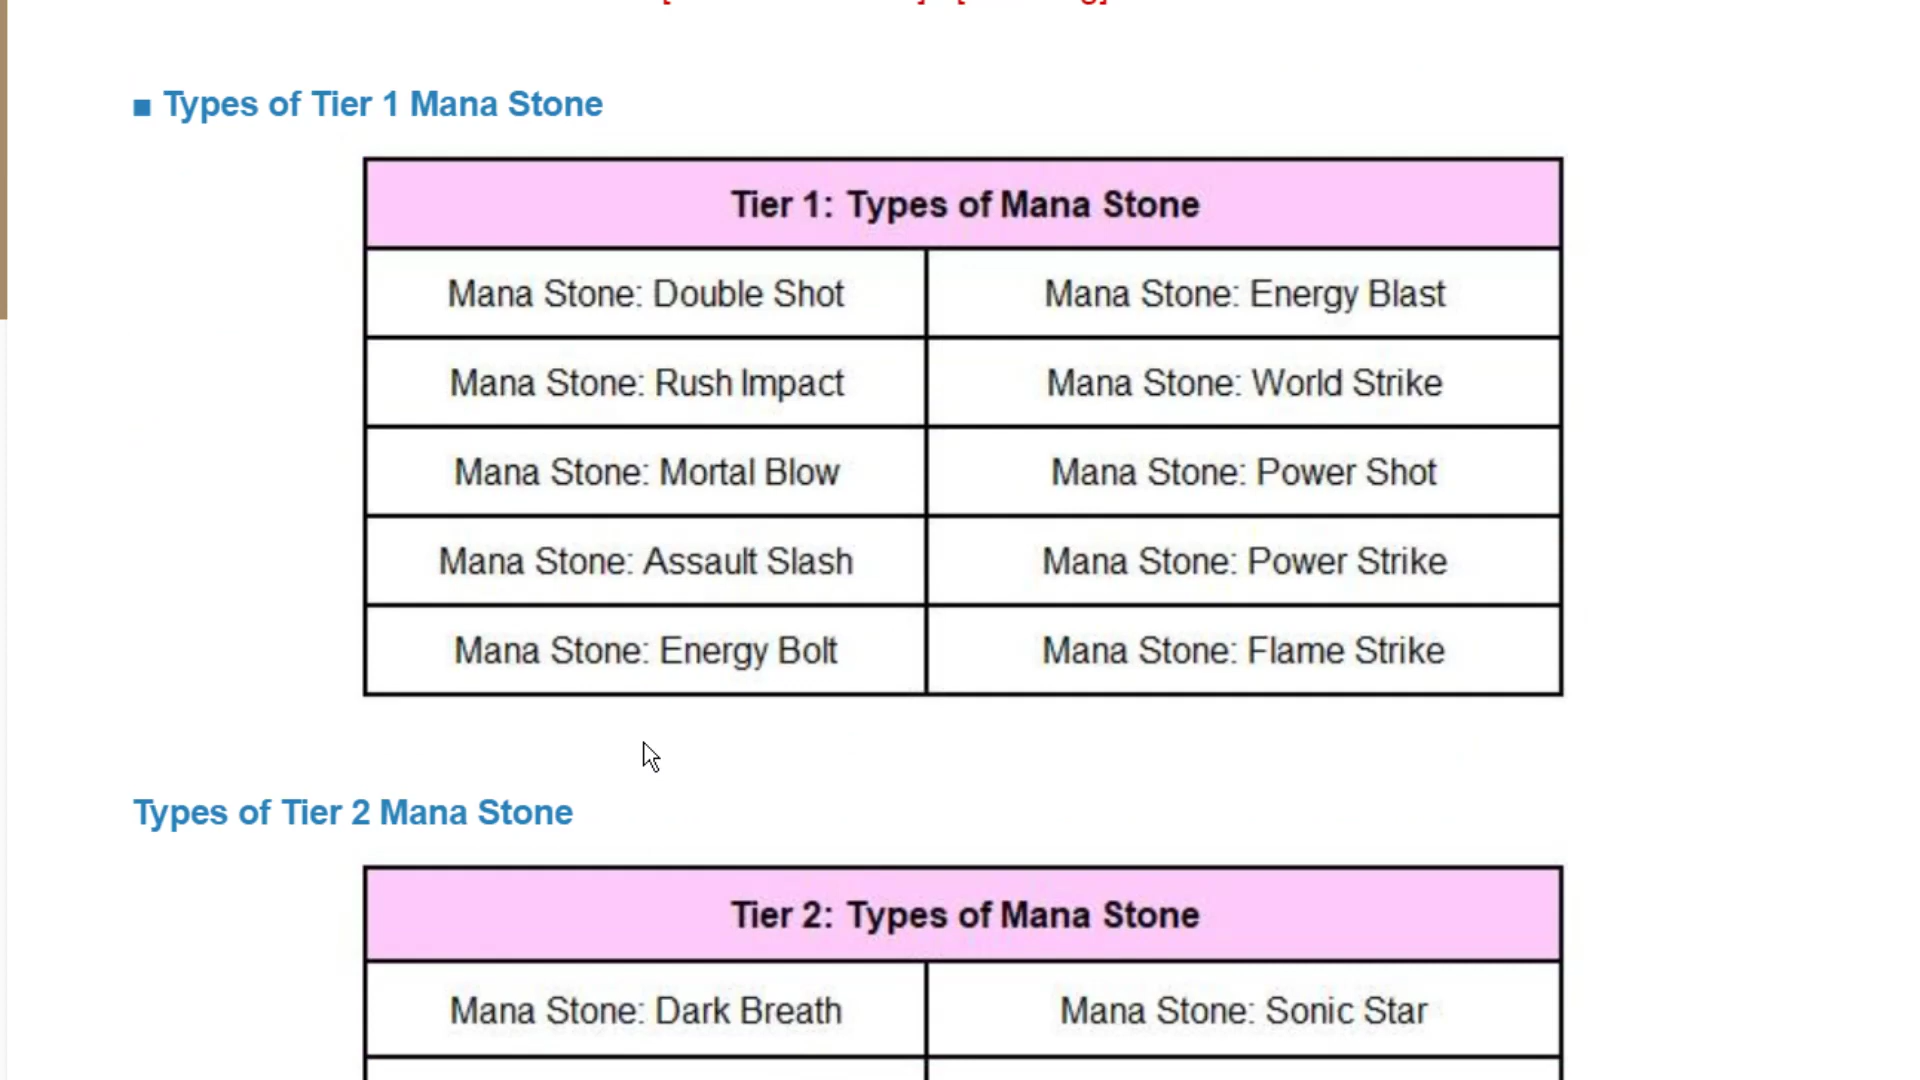 ■ Types of Tier 1 Mana Stone
Tier 1: Types of Mana Stone
Mana Stone: Double Shot
Mana Stone: Energy Blast
Mana Stone: Rush Impact
Mana Stone: World Strike
Mana Stone: Mortal Blow
Mana Stone: Power Shot
Mana Stone: Assault Slash
Mana Stone: Power Strike
Mana Stone: Energy Bolt
Mana Stone: Flame Strike
Types of Tier 2 Mana Stone
Tier 2: Types of Mana Stone
Mana Stone: Dark Breath
Mana Stone: Sonic Star